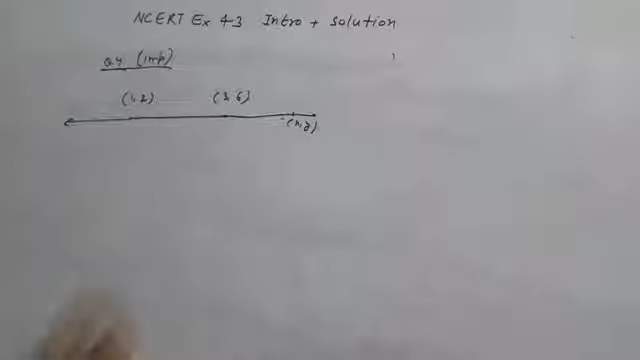 NCERT Ex 4.3 Intro + solution
Q.4 (imp)
(1,2) (3,6)
(x,y)